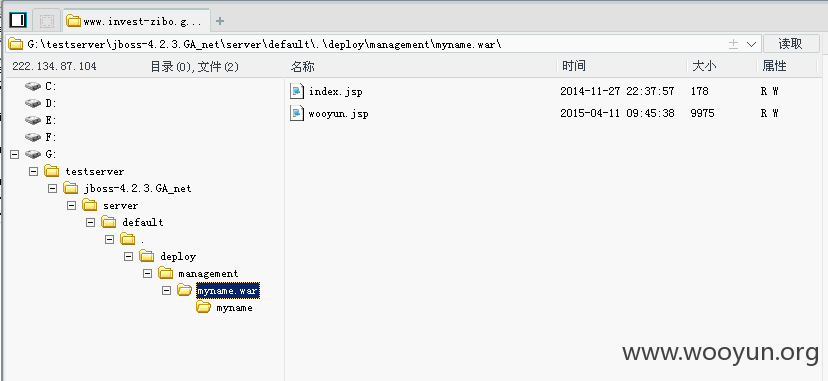 www.invest-zibo.g...
G:\testserver\jboss-4.2.3.GA_net\server\default\.\deploy\management\myname.war\
读取
222.134.87.104 目录(0),文件(2) 名称 时间 大小 属性
C:
D:
E:
F:
G:
testserver
jboss-4.2.3.GA_net
server
default
.
deploy
management
myname.war
myname
index.jsp 2014-11-27 22:37:57 178 R W
wooyun.jsp 2015-04-11 09:45:38 9975 R W
www.wooyun.org